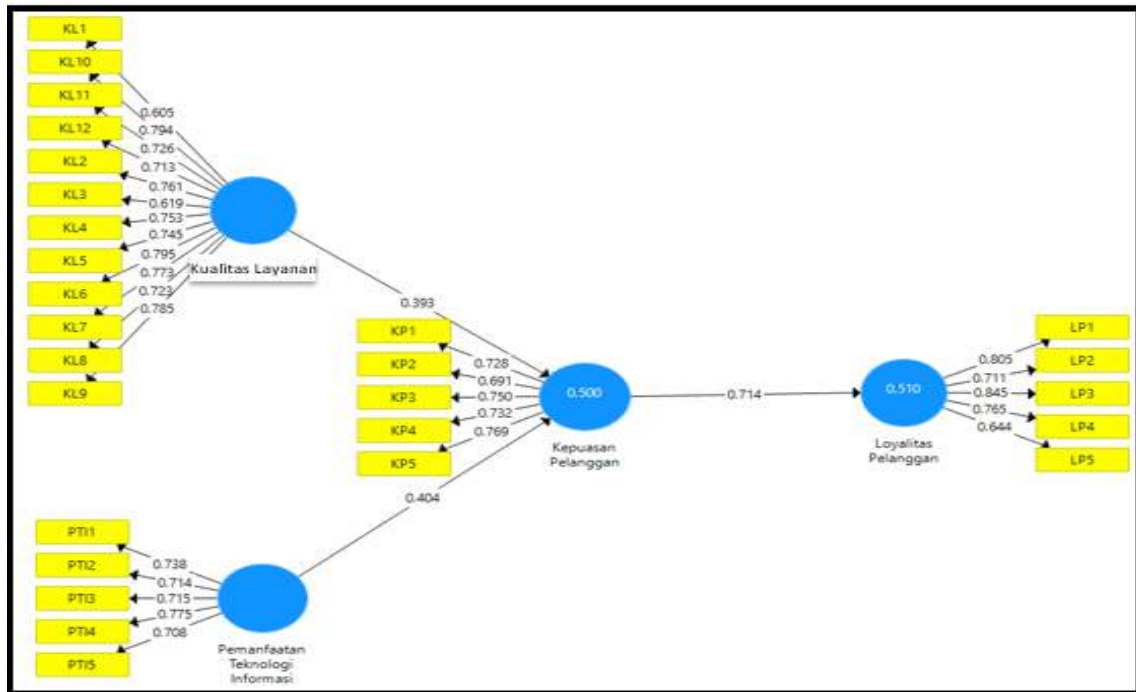 KL1
KL10
KL11
KL12
KL2
KL3
KL4
KL5
KL6
KL7
KL8
KL9
0.605
0.794
0.726
0.713
0.761
0.619
0.753
0.745
0.795
0.773
0.723
0.785
Kualitas Layanan
0.393
KP1
KP2
KP3
KP4
KP5
0.728
0.691
0.750
0.732
0.769
0.500
Kepuasan
Pelanggan
0.714
0.510
Loyalitas
Pelanggan
0.805
0.711
0.845
0.765
0.644
LP1
LP2
LP3
LP4
LP5
0.404
PTI1
PTI2
PTI3
PTI4
PTI5
0.738
0.714
0.715
0.775
0.708
Pemanfaatan
Teknologi
Informasi